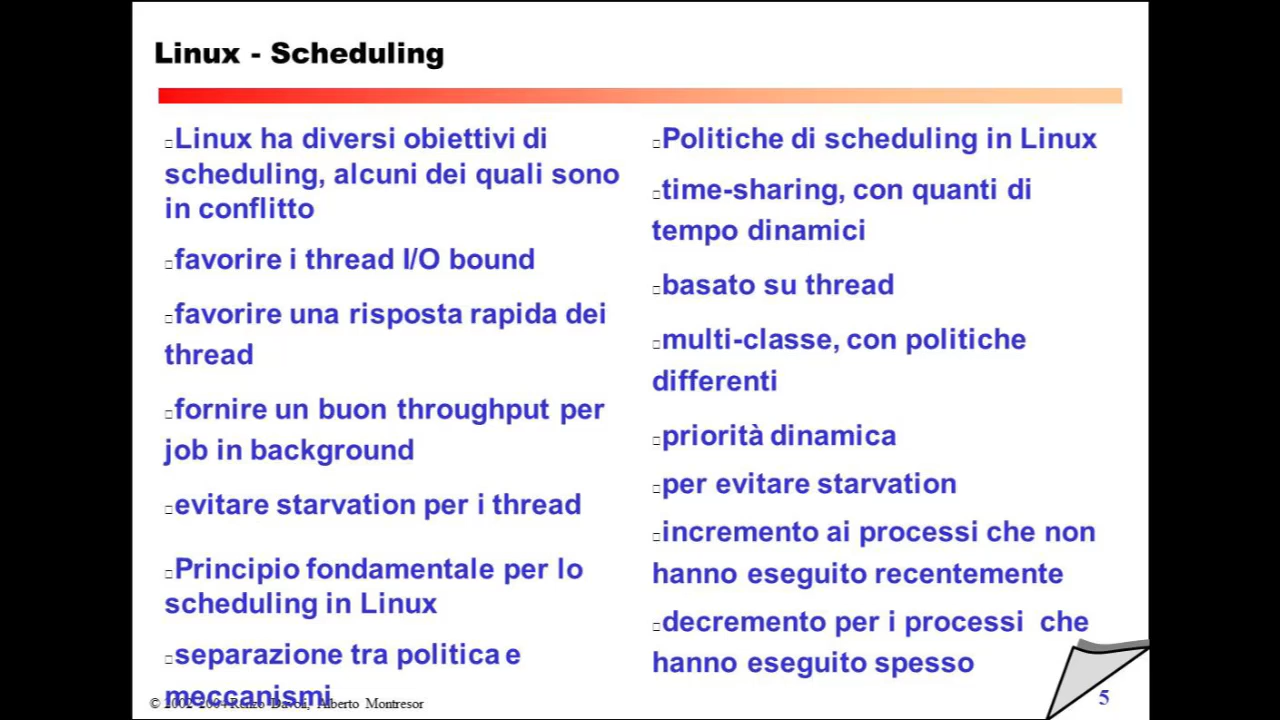 Linux - Scheduling
Linux ha diversi obiettivi di
scheduling, alcuni dei quali sono
in conflitto
favorire i thread I/O bound
favorire una risposta rapida dei
thread
fornire un buon throughput per
job in background
evitare starvation per i thread
Principio fondamentale per lo
scheduling in Linux
separazione tra politica e
meccanismi
Politiche di scheduling in Linux
time-sharing, con quanti di
tempo dinamici
basato su thread
multi-classe, con politiche
differenti
priorità dinamica
per evitare starvation
incremento ai processi che non
hanno eseguito recentemente
decremento per i processi che
hanno eseguito spesso
© Renzo Davoli, Alberto Montresor
5